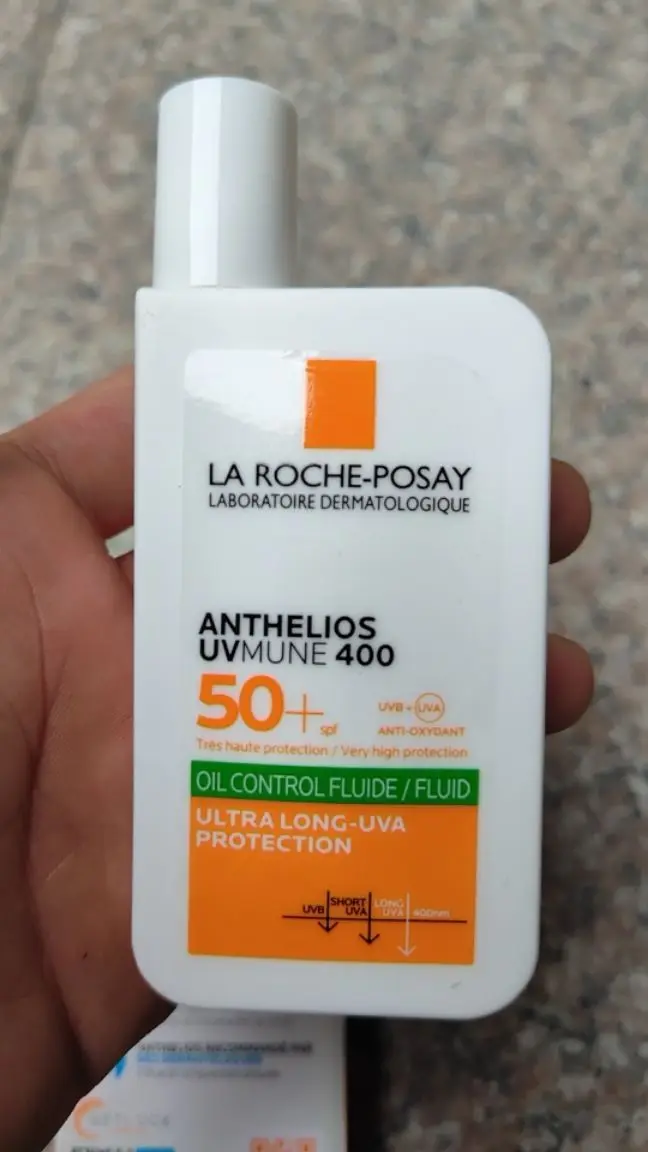 LA ROCHE-POSAY
LABORATOIRE DERMATOLOGIQUE
ANTHELIOS
UVMUNE 400
50+ spf
UVB + UVA
ANTI-OXYDANT
Très haute protection / Very high protection
OIL CONTROL FLUIDE / FLUID
ULTRA LONG-UVA
PROTECTION
UVB
SHORT
UVA
LONG
UVA
400nm